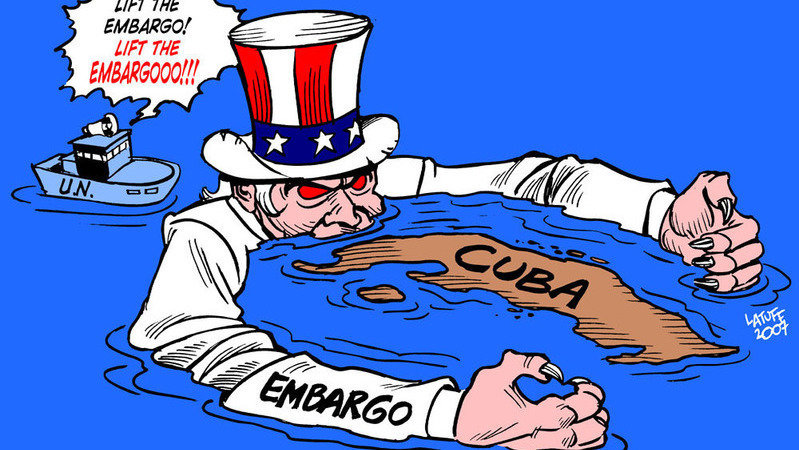 LIFT THE
EMBARGO!
LIFT THE
EMBARGOOO!!!
U.N.
CUBA
EMBARGO
LATUFF
2007